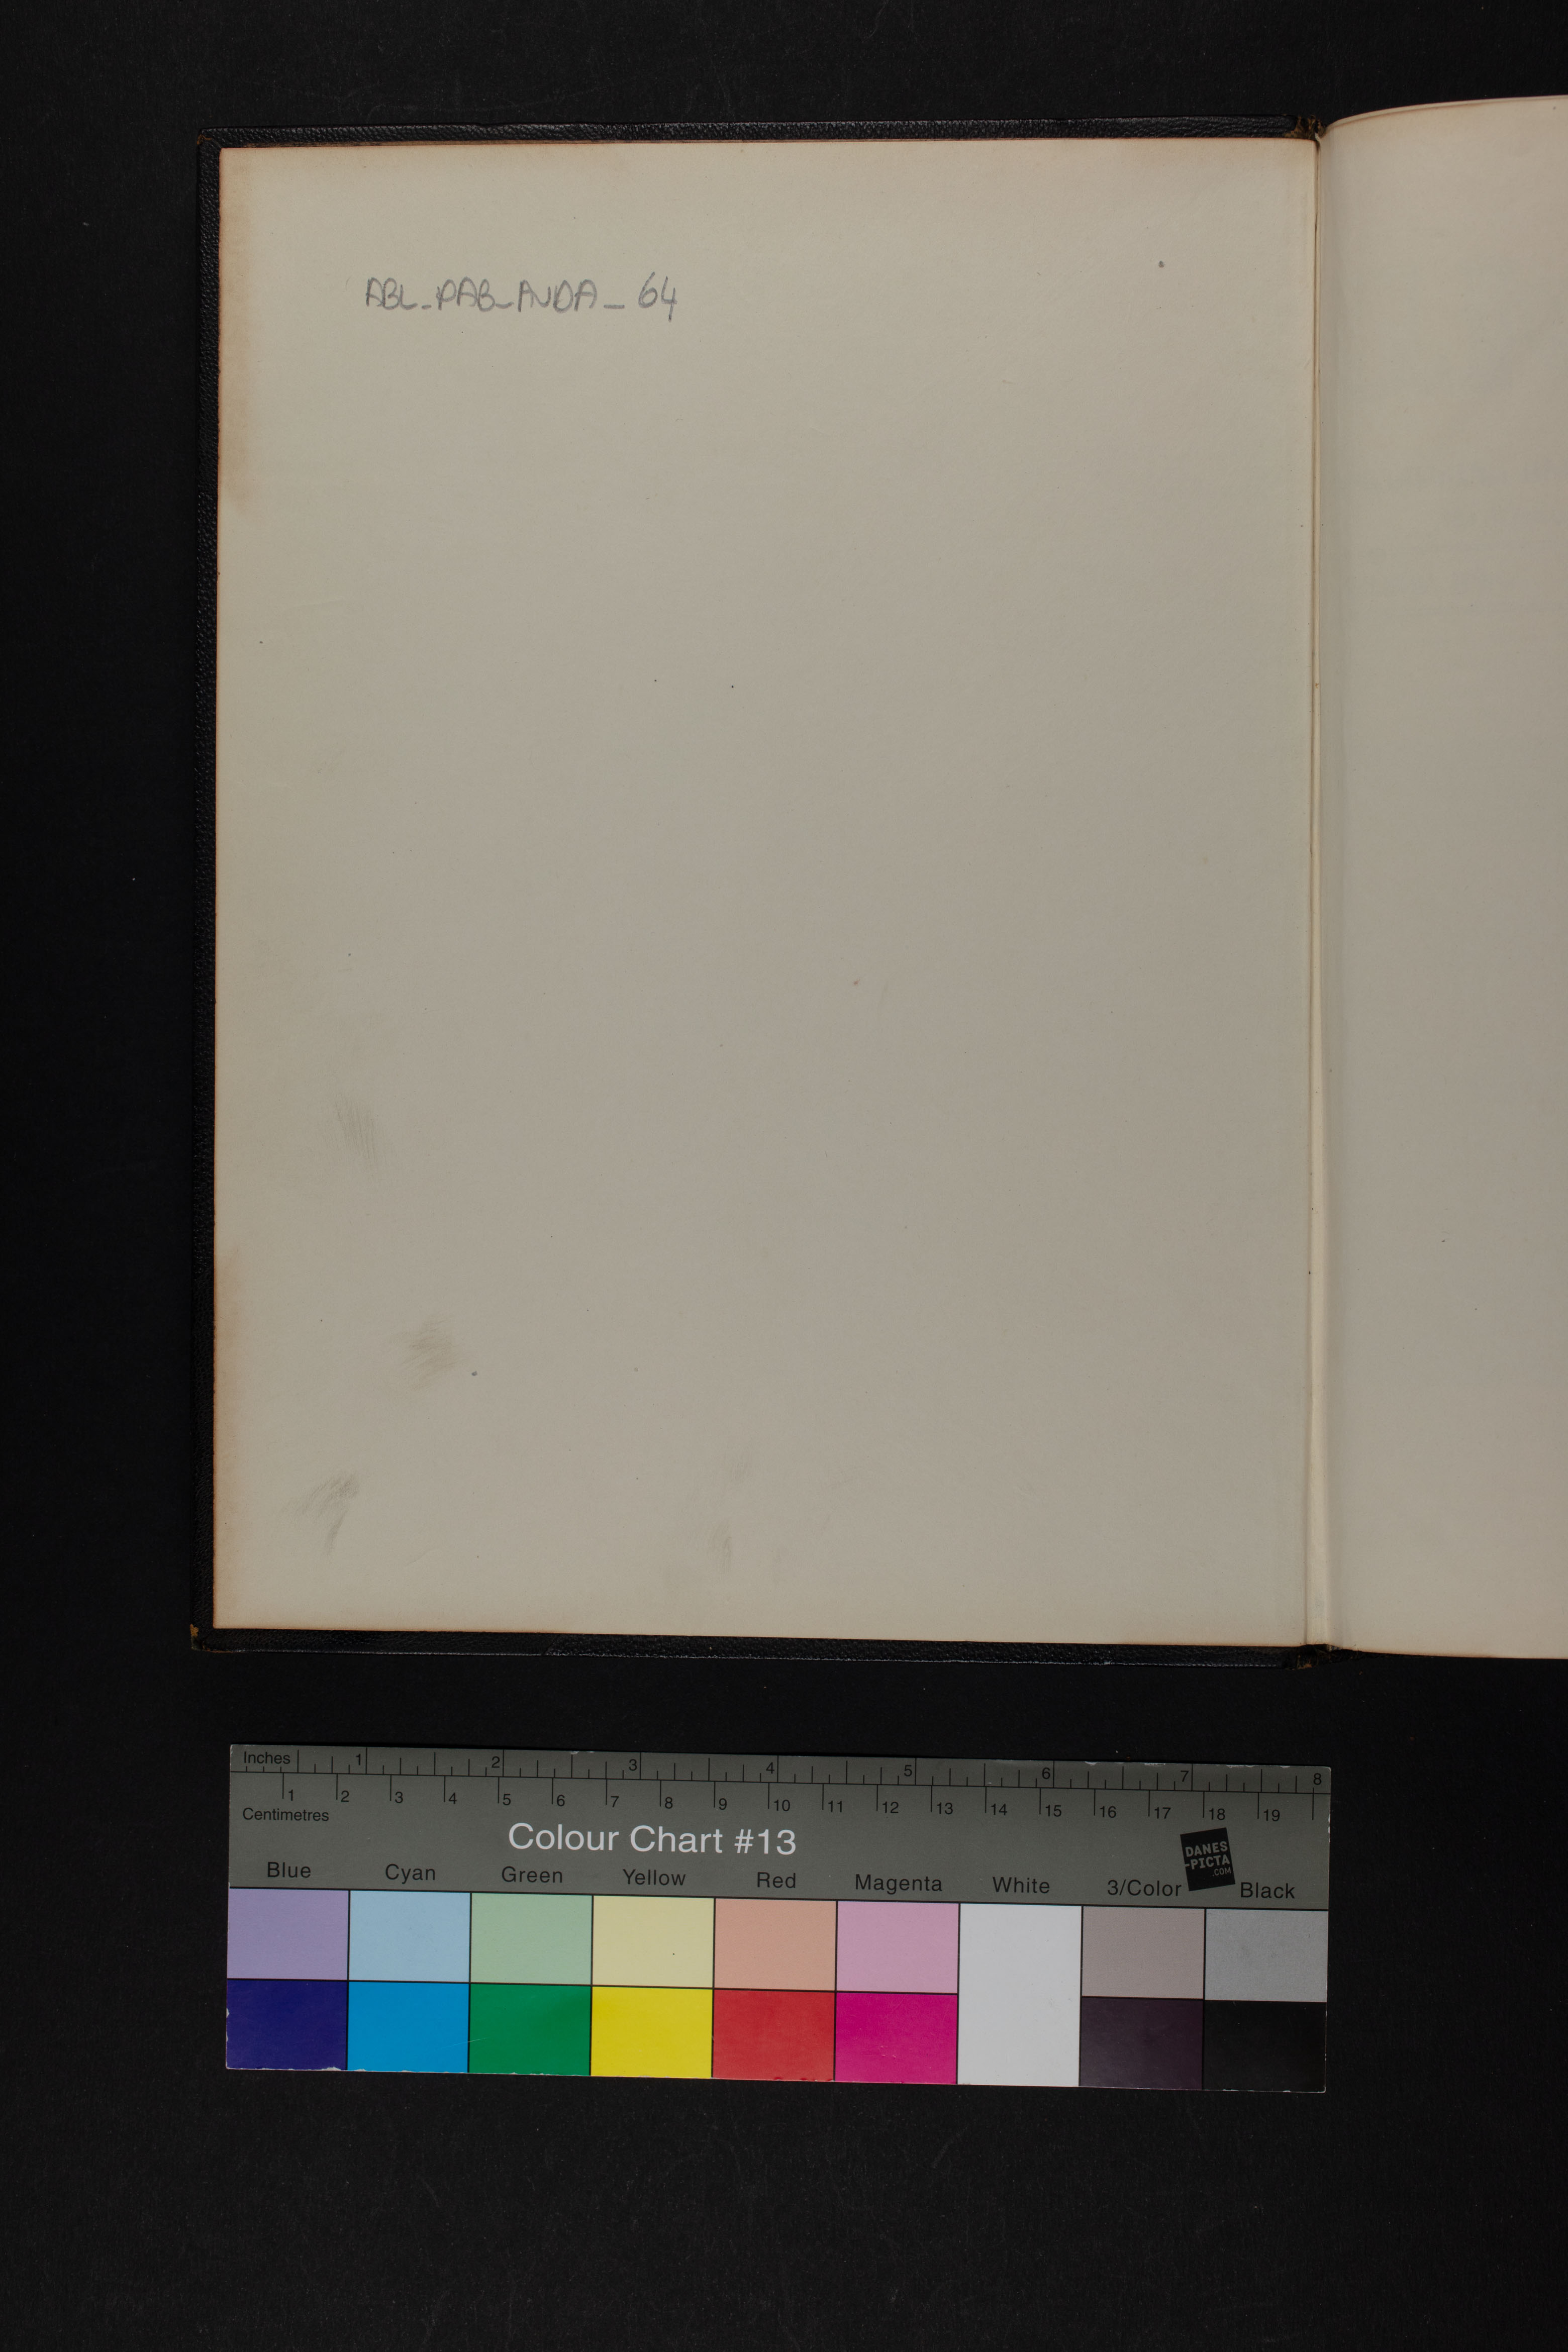 ABL_PAB_ANDA_64
Inches 1 2 3 4 5 6 7 8
1 2 3 4 5 6 7 8 9 10 11 12 13 14 15 16 17 18 19
Centimetres
Colour Chart #13
DANES
-PICTA
.COM
Blue Cyan Green Yellow Red Magenta White 3/Color Black